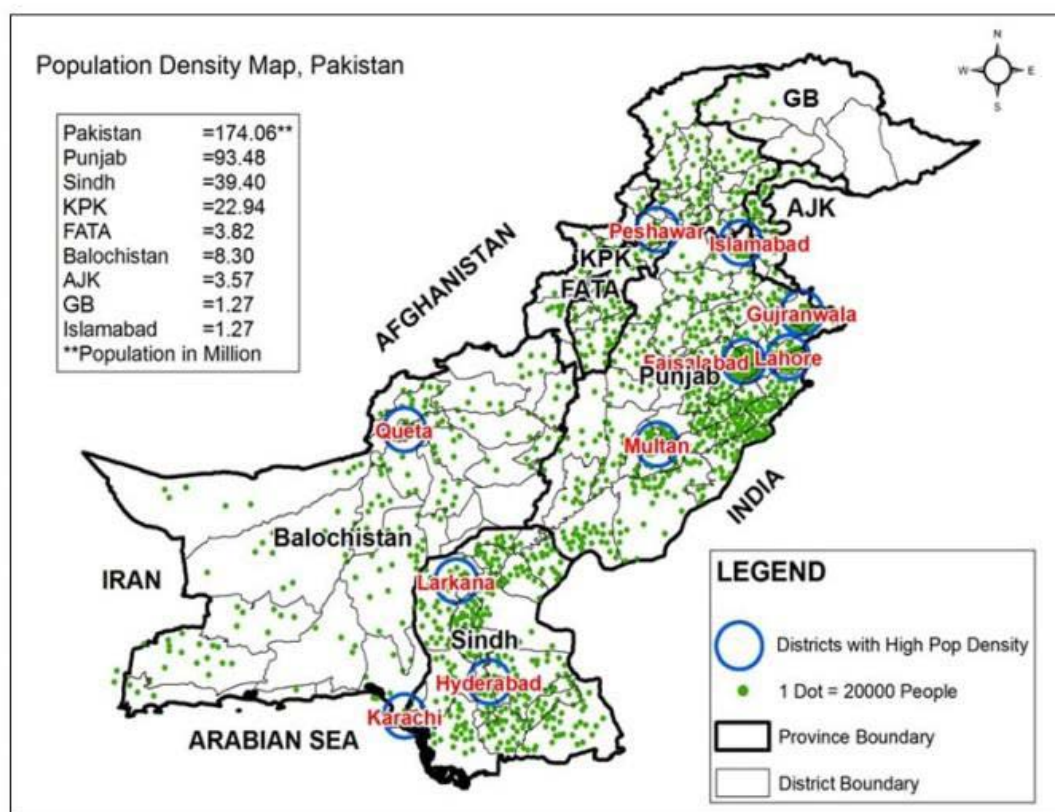 Population Density Map, Pakistan
Pakistan =174.06**
Punjab =93.48
Sindh =39.40
KPK =22.94
FATA =3.82
Balochistan =8.30
AJK =3.57
GB =1.27
Islamabad =1.27
**Population in Million
N
W E
S
GB
AJK
Peshawar
Islamabad
KPK
FATA
AFGHANISTAN
Gujranwala
Faisalabad
Lahore
Punjab
Queta
Multan
INDIA
Balochistan
IRAN
Larkana
Sindh
Hyderabad
Karachi
ARABIAN SEA
LEGEND
Districts with High Pop Density
1 Dot = 20000 People
Province Boundary
District Boundary